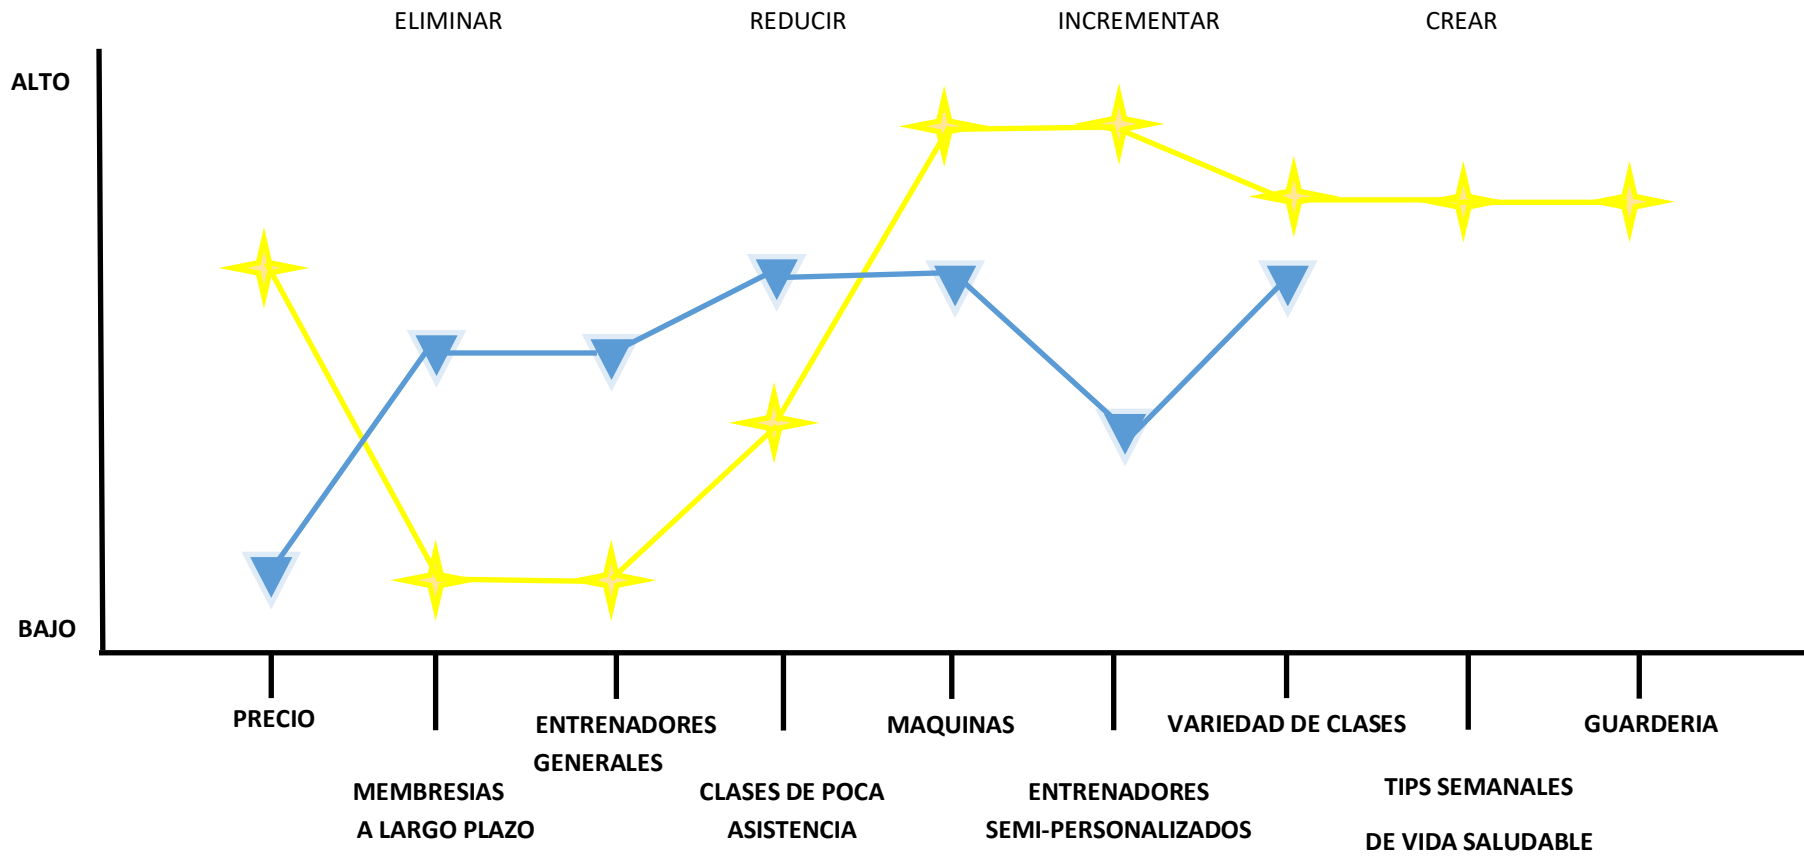 ELIMINAR
REDUCIR
INCREMENTAR
CREAR
ALTO
BAJO
PRECIO
MEMBRESIAS
A LARGO PLAZO
ENTRENADORES
GENERALES
CLASES DE POCA
ASISTENCIA
MAQUINAS
ENTRENADORES
SEMI-PERSONALIZADOS
VARIEDAD DE CLASES
TIPS SEMANALES
DE VIDA SALUDABLE
GUARDERIA